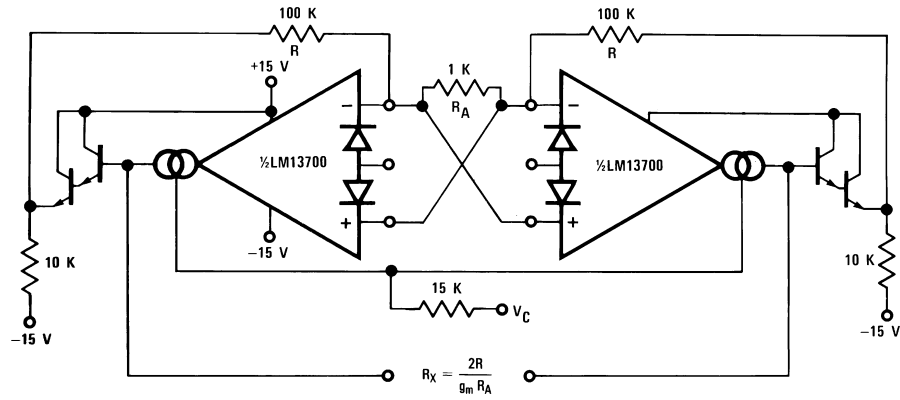 100 K
R
100 K
R
+15 V
1 K
R_A
−
−
½LM13700
½LM13700
+
+
−15 V
10 K
−15 V
15 K
V_C
10 K
−15 V
R_X = 2R / g_m R_A